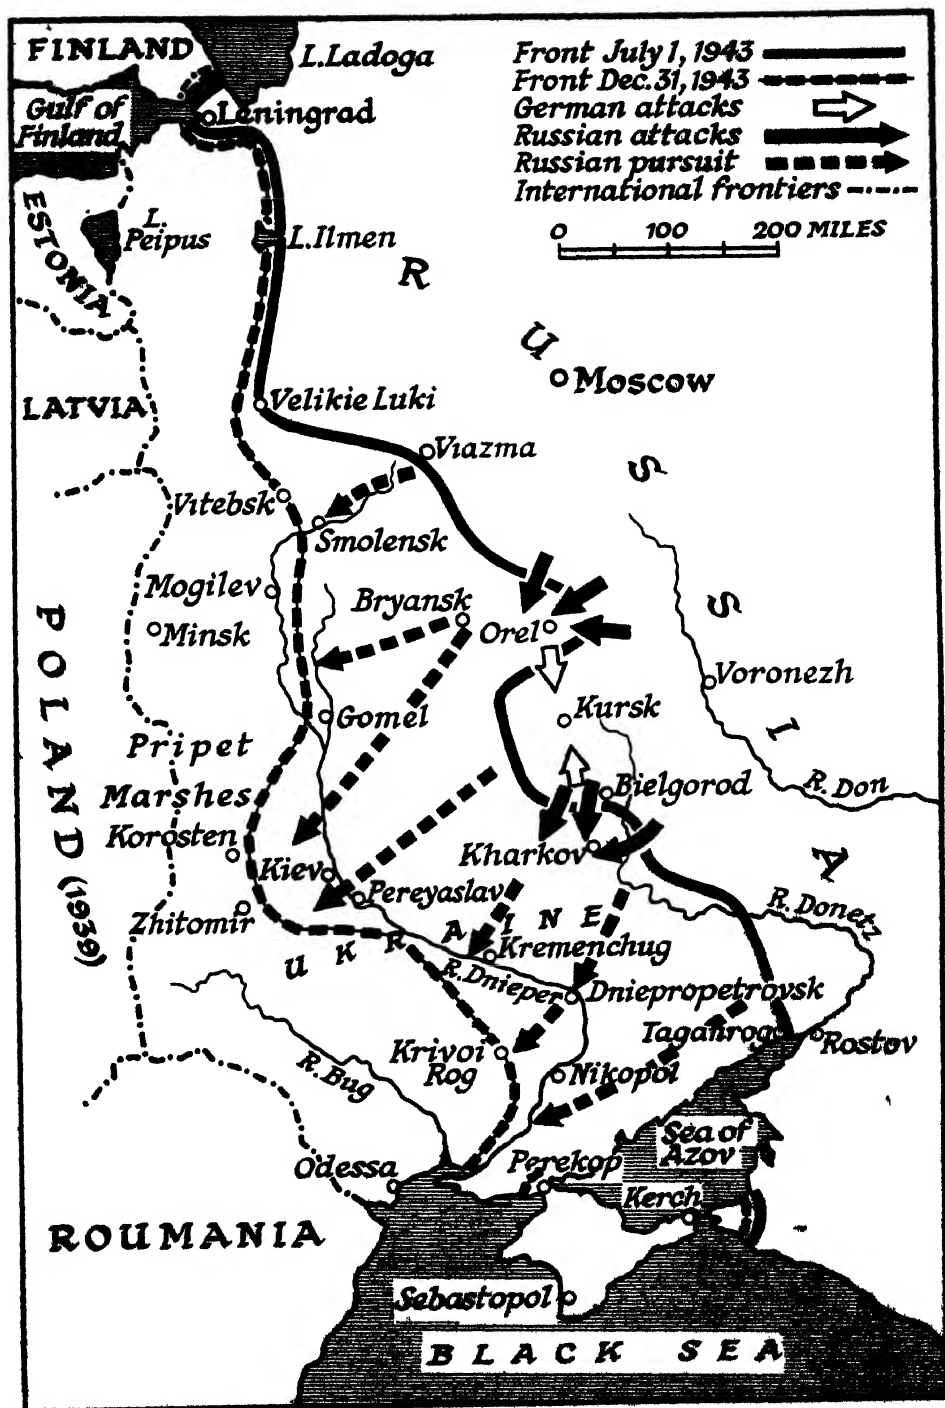 FINLAND
L.Ladoga
Front July 1, 1943
Front Dec. 31, 1943
German attacks
Russian attacks
Russian pursuit
International frontiers
0 100 200 MILES
Gulf of
Finland
Leningrad
ESTONIA
L.
Peipus
L.Ilmen
RUSSIA
Moscow
LATVIA
Velikie Luki
Viazma
Vitebsk
Smolensk
Mogilev
Minsk
Bryansk
Orel
POLAND (1939)
Voronezh
Kursk
Gomel
Pripet
Marshes
R. Don
Bielgorod
Korosten
Kharkov
Kiev
Pereyaslav
R. Donetz
Zhitomir
UKRAINE
Kremenchug
R. Dnieper
Dniepropetrovsk
Taganrog
Rostov
Krivoi
Rog
R. Bug
Nikopol
Sea of
Azov
Odessa
Perekop
Kerch
ROUMANIA
Sebastopol
BLACK SEA